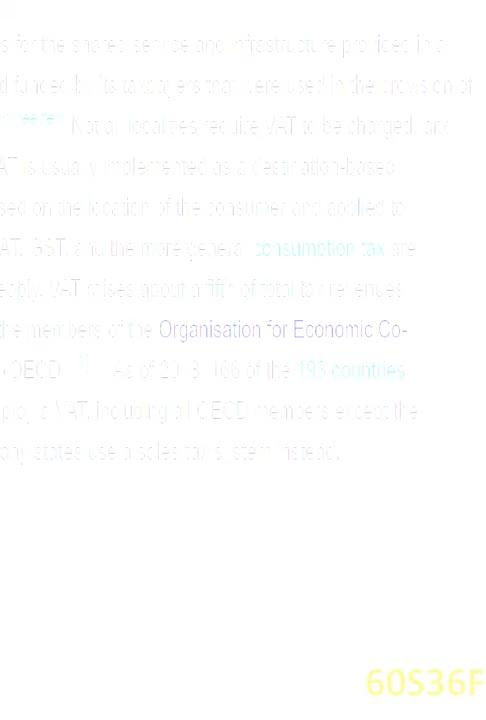 s for the shared service and infrastructure provided in a
d funded by its taxpayers that were used in the provision of
Not all localities require VAT to be charged, and
AT is usually implemented as a destination-based
sed on the location of the consumer and applied to
AT, GST, and the more general consumption tax are
eably. VAT raises about a fifth of total tax revenues
the members of the Organisation for Economic Co-
(OECD As of 166 of the 193 countries
ploy a VAT, including all OECD members except the
any states use a sales tax system instead.
60S36F